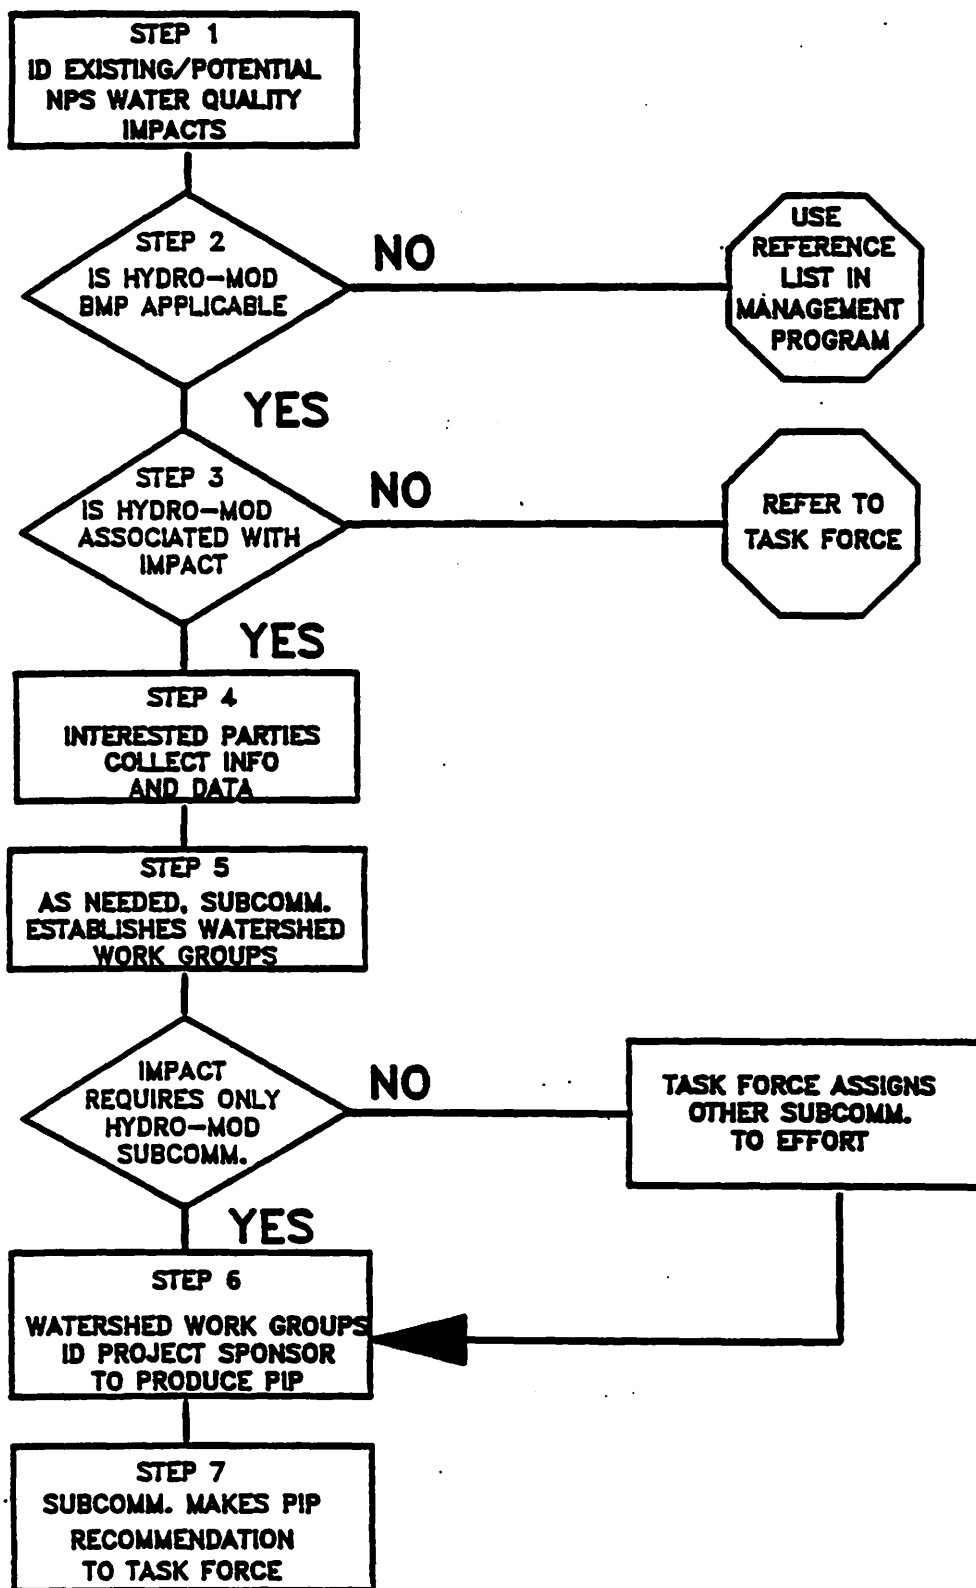 STEP 1
ID EXISTING/POTENTIAL
NPS WATER QUALITY
IMPACTS
STEP 2
IS HYDRO-MOD
BMP APPLICABLE
NO
USE
REFERENCE
LIST IN
MANAGEMENT
PROGRAM
YES
STEP 3
IS HYDRO-MOD
ASSOCIATED WITH
IMPACT
NO
REFER TO
TASK FORCE
YES
STEP 4
INTERESTED PARTIES
COLLECT INFO
AND DATA
STEP 5
AS NEEDED, SUBCOMM.
ESTABLISHES WATERSHED
WORK GROUPS
IMPACT
REQUIRES ONLY
HYDRO-MOD
SUBCOMM.
NO
TASK FORCE ASSIGNS
OTHER SUBCOMM.
TO EFFORT
YES
STEP 6
WATERSHED WORK GROUPS
ID PROJECT SPONSOR
TO PRODUCE PIP
STEP 7
SUBCOMM. MAKES PIP
RECOMMENDATION
TO TASK FORCE